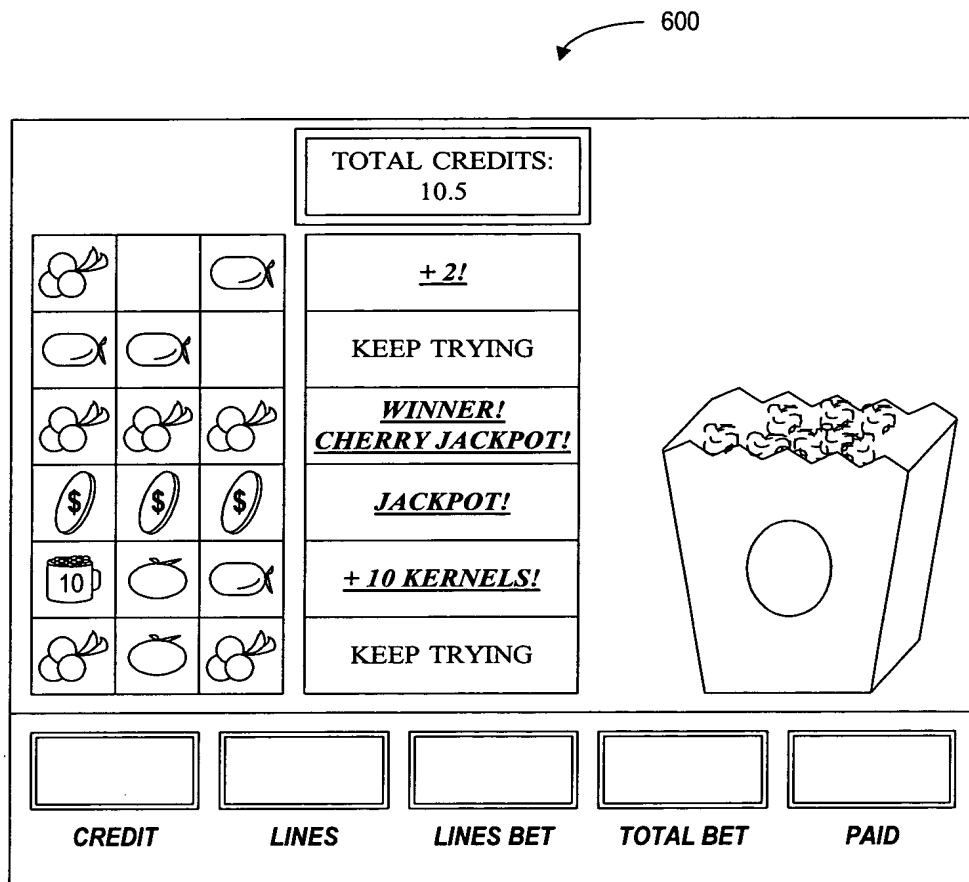 600
TOTAL CREDITS:
10.5
+ 2!
KEEP TRYING
WINNER!
CHERRY JACKPOT!
$ $ $
JACKPOT!
10
+ 10 KERNELS!
KEEP TRYING
CREDIT LINES LINES BET TOTAL BET PAID